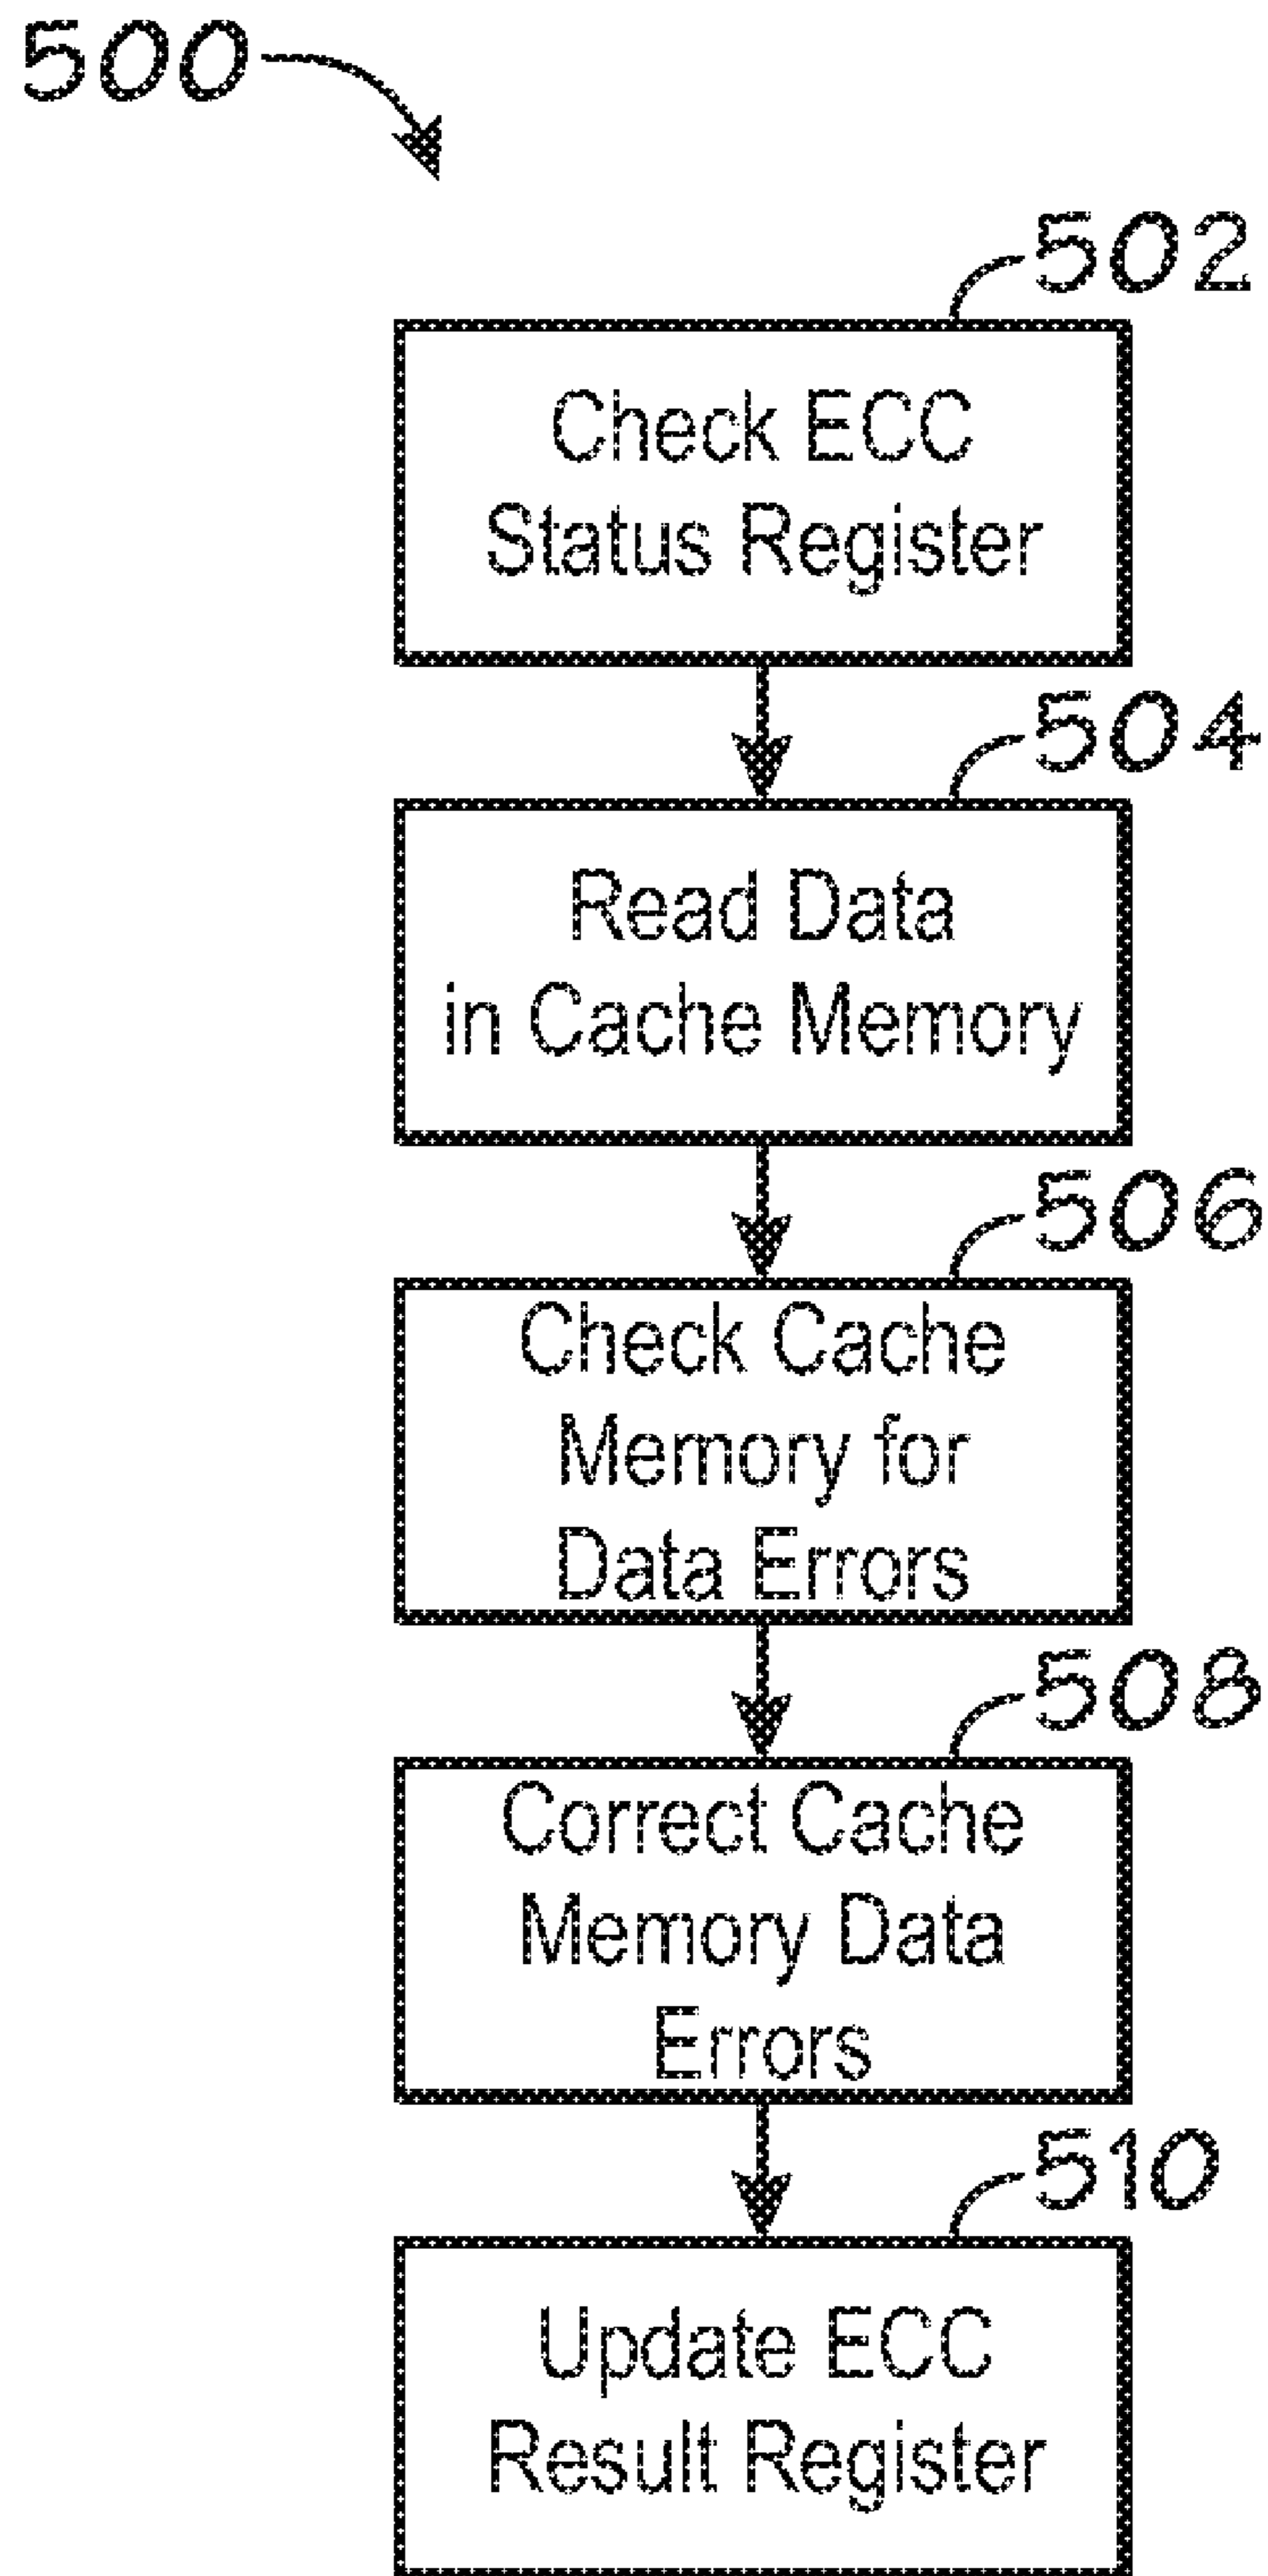 500
502
Check ECC
Status Register
504
Read Data
in Cache Memory
506
Check Cache
Memory for
Data Errors
508
Correct Cache
Memory Data
Errors
510
Update ECC
Result Register